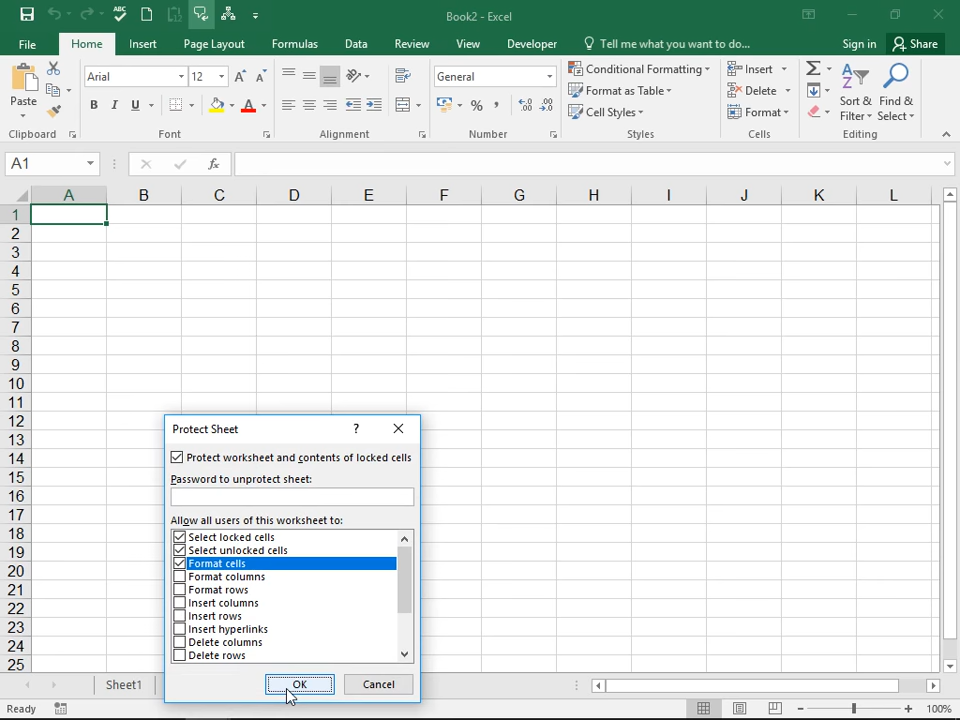 Book2 - Excel
File Home Insert Page Layout Formulas Data Review View Developer Tell me what you want to do... Sign in Share
Paste
Clipboard
Arial 12
B I U
Font
Alignment
General
Number
Conditional Formatting
Format as Table
Cell Styles
Styles
Insert
Delete
Format
Cells
Sort & Filter
Find & Select
Editing
A1
fx
A B C D E F G H I J K L
1
2
3
4
5
6
7
8
9
10
11
12
13
14
15
16
17
18
19
20
21
22
23
24
25
Protect Sheet ?
Protect worksheet and contents of locked cells
Password to unprotect sheet:
Allow all users of this worksheet to:
Select locked cells
Select unlocked cells
Format cells
Format columns
Format rows
Insert columns
Insert rows
Insert hyperlinks
Delete columns
Delete rows
OK Cancel
Sheet1
Ready 100%